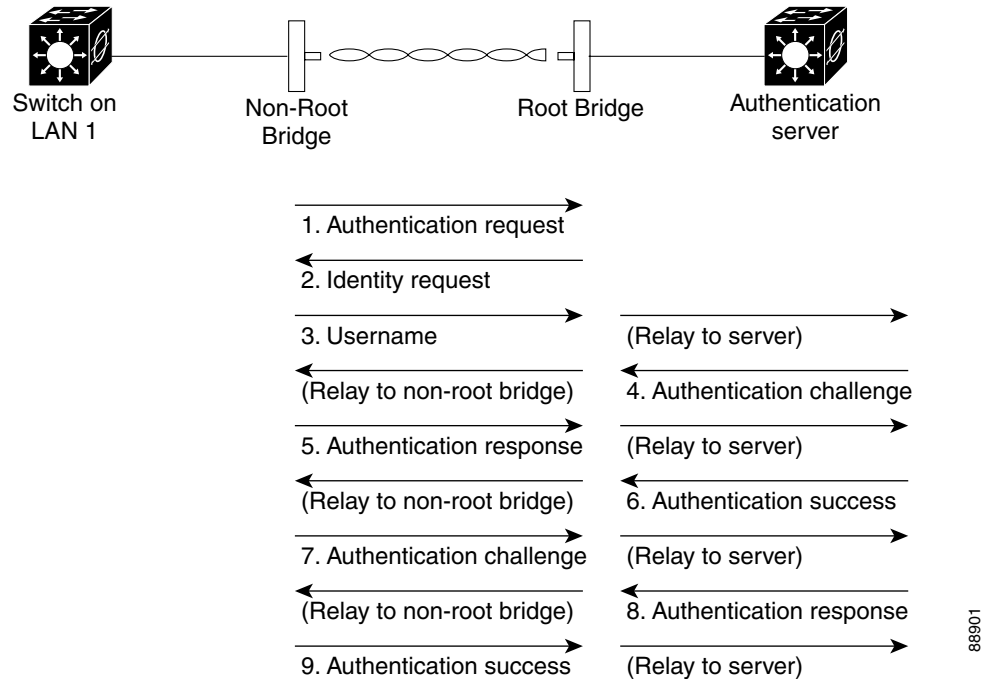 Switch on
LAN 1
Non-Root
Bridge
Root Bridge
Authentication
server
1. Authentication request
2. Identity request
3. Username
(Relay to server)
(Relay to non-root bridge)
4. Authentication challenge
5. Authentication response
(Relay to server)
(Relay to non-root bridge)
6. Authentication success
7. Authentication challenge
(Relay to server)
(Relay to non-root bridge)
8. Authentication response
9. Authentication success
(Relay to server)
88901